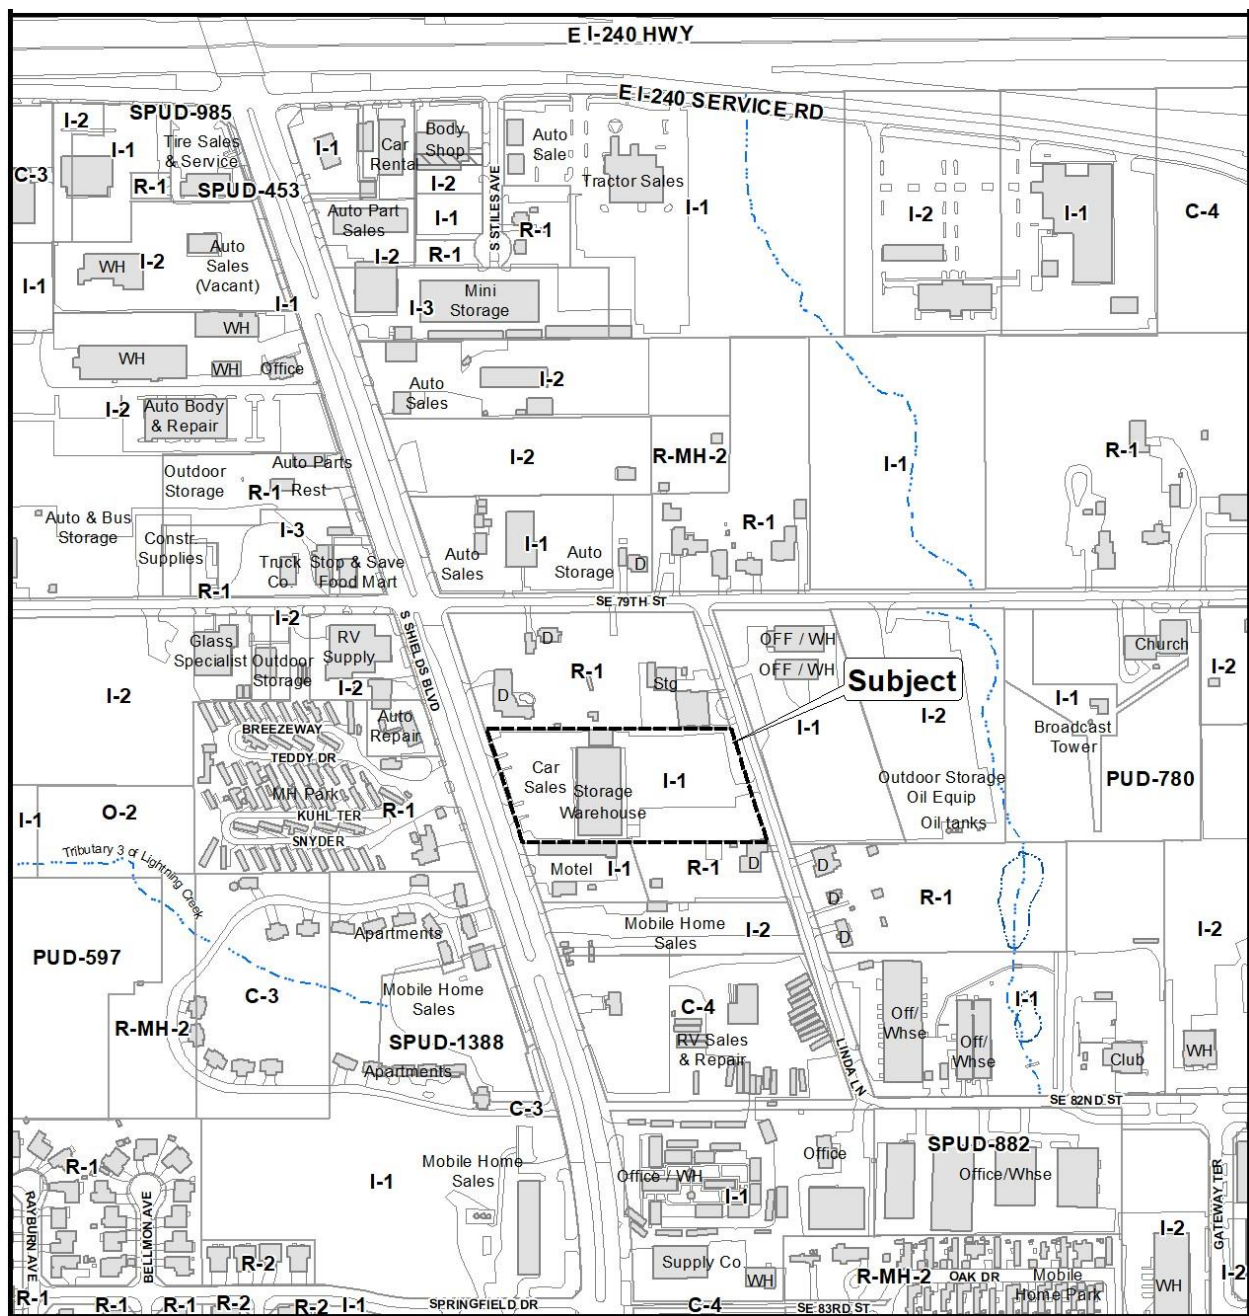 E I-240 HWY
E I-240 SERVICE RD
SPUD-985
I-2
Tire Sales
& Service
I-1
C-3
R-1
SPUD-453
I-1
Car
Rental
Body
Shop
I-2
Auto
Sale
Tractor Sales
I-1
I-2
I-1
C-4
Auto Part
Sales
I-1
R-1
S STILES AVE
R-1
I-2
WH
I-2
Auto
Sales
(Vacant)
I-1
I-1
I-3
Mini
Storage
WH
WH
WH
Office
I-2
Auto Body
& Repair
Auto
Sales
I-2
I-2
R-MH-2
I-1
R-1
Outdoor
Storage
Auto Parts
R-1
Rest
Auto & Bus
Storage
Constr
Supplies
I-3
Truck
Co.
Stop & Save
Food Mart
Auto
Sales
I-1
Auto
Storage
D
R-1
R-1
SE 79TH ST
I-2
S SHIELDS BLVD
Glass
Specialist
Outdoor
Storage
RV
Supply
I-2
I-2
Auto
Repair
D
D
R-1
Stg
OFF / WH
OFF / WH
Subject
I-1
I-2
Church
I-2
I-1
Broadcast
Tower
PUD-780
BREEZEWAY
TEDDY DR
MH Park
KUHL TER
SNYDER
R-1
Car
Sales
Storage
Warehouse
I-1
Outdoor Storage
Oil Equip
Oil tanks
I-1
O-2
Tributary 3 of Lightning Creek
Motel
I-1
R-1
D
D
D
D
R-1
Mobile Home
Sales
I-2
I-2
PUD-597
C-3
Apartments
Mobile Home
Sales
R-MH-2
SPUD-1388
Apartments
C-4
RV Sales
& Repair
Off/
Whse
Off/
Whse
I-1
Club
WH
LINDA LN
SE 82ND ST
C-3
R-1
RAYBURN AVE
BELLMON AVE
I-1
Mobile Home
Sales
Office / WH
I-1
Office
SPUD-882
Office/Whse
GATEWAY TER
I-2
R-2
Supply Co
WH
R-MH-2
OAK DR
Mobile
Home Park
WH
I-2
R-1
R-1
R-1
R-2
R-2
I-1
SPRINGFIELD DR
C-4
SE 83RD ST